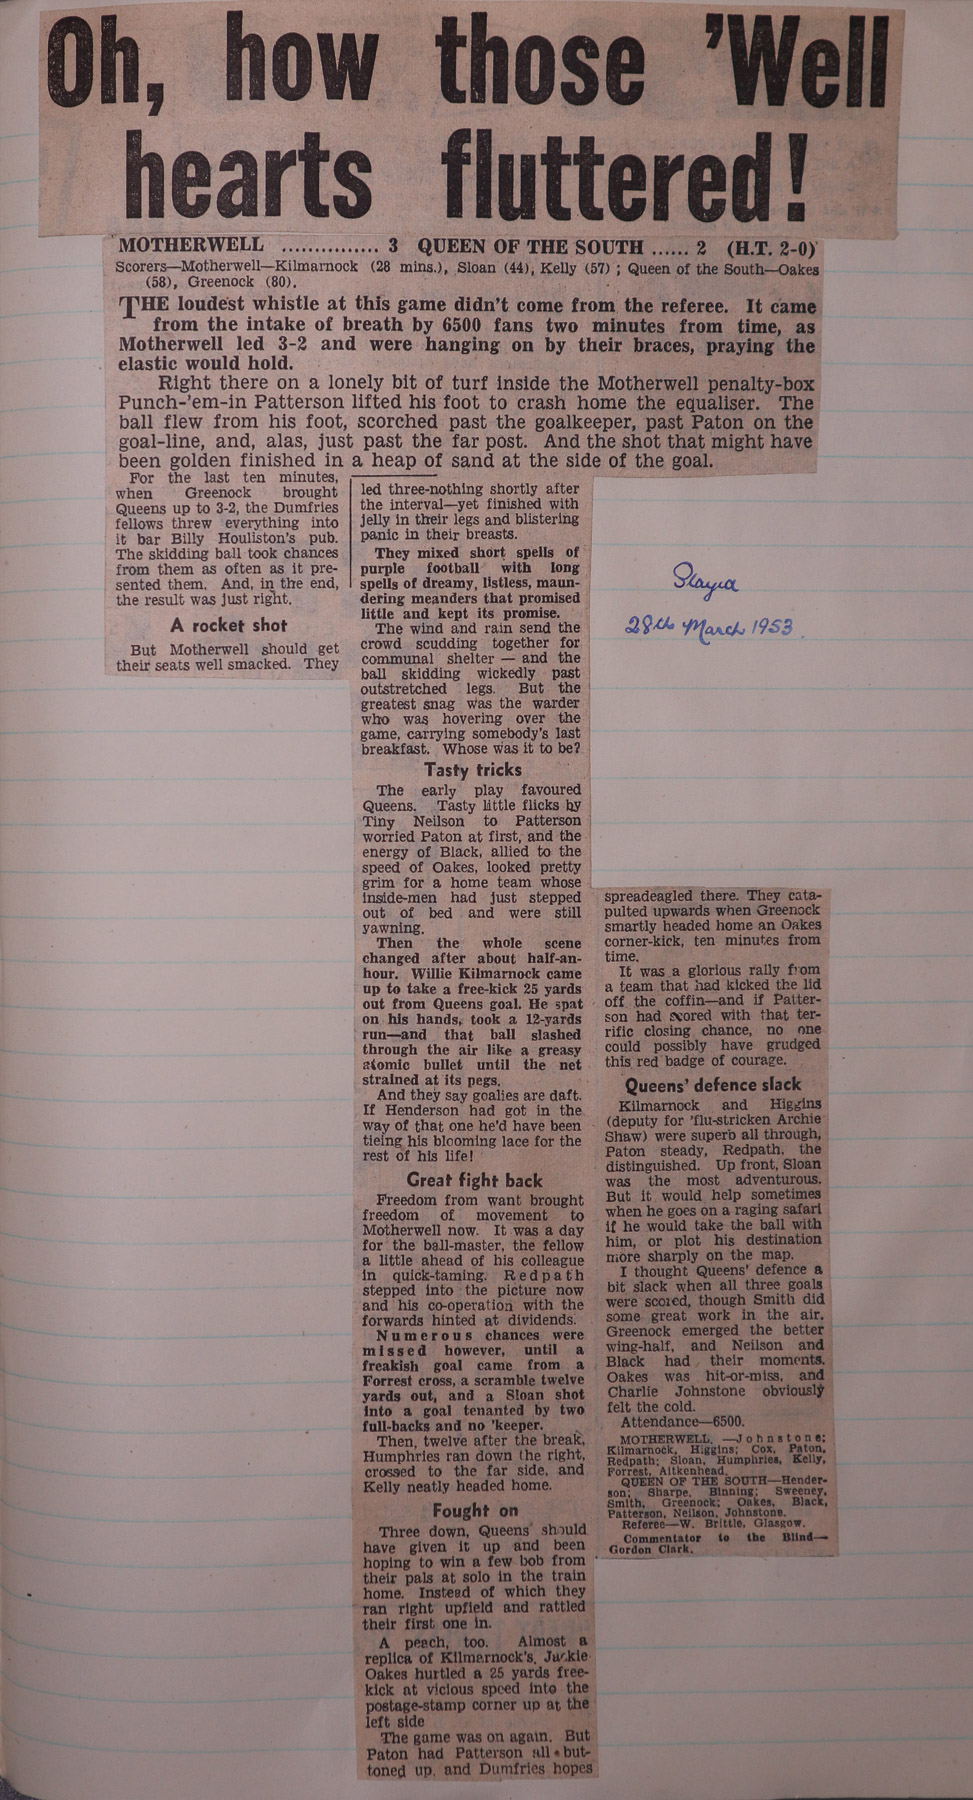 Oh, how those 'Well
hearts fluttered!
MOTHERWELL ............... 3 QUEEN OF THE SOUTH ...... 2 (H.T. 2-0)
Scorers—Motherwell—Kilmarnock (28 mins.), Sloan (44), Kelly (57) ; Queen of the South—Oakes
(58), Greenock (80).
THE loudest whistle at this game didn't come from the referee. It came
from the intake of breath by 6500 fans two minutes from time, as
Motherwell led 3-2 and were hanging on by their braces, praying the
elastic would hold.
Right there on a lonely bit of turf inside the Motherwell penalty-box
Punch-'em-in Patterson lifted his foot to crash home the equaliser. The
ball flew from his foot, scorched past the goalkeeper, past Paton on the
goal-line, and, alas, just past the far post. And the shot that might have
been golden finished in a heap of sand at the side of the goal.
For the last ten minutes,
when Greenock brought
Queens up to 3-2, the Dumfries
fellows threw everything into
it bar Billy Houliston's pub.
The skidding ball took chances
from them as often as it pre-
sented them. And, in the end,
the result was just right.
A rocket shot
But Motherwell should get
their seats well smacked. They
led three-nothing shortly after
the interval—yet finished with
jelly in their legs and blistering
panic in their breasts.
They mixed short spells of
purple football with long
spells of dreamy, listless, maun-
dering meanders that promised
little and kept its promise.
The wind and rain send the
crowd scudding together for
communal shelter — and the
ball skidding wickedly past
outstretched legs. But the
greatest snag was the warder
who was hovering over the
game, carrying somebody's last
breakfast. Whose was it to be?
Tasty tricks
The early play favoured
Queens. Tasty little flicks by
Tiny Neilson to Patterson
worried Paton at first, and the
energy of Black, allied to the
speed of Oakes, looked pretty
grim for a home team whose
inside-men had just stepped
out of bed and were still
yawning.
Then the whole scene
changed after about half-an-
hour. Willie Kilmarnock came
up to take a free-kick 25 yards
out from Queens goal. He spat
on his hands, took a 12-yards
run—and that ball slashed
through the air like a greasy
atomic bullet until the net
strained at its pegs.
And they say goalies are daft.
If Henderson had got in the
way of that one he'd have been
tieing his blooming lace for the
rest of his life!
Great fight back
Freedom from want brought
freedom of movement to
Motherwell now. It was a day
for the ball-master, the fellow
a little ahead of his colleague
in quick-taming. Redpath
stepped into the picture now
and his co-operation with the
forwards hinted at dividends.
Numerous chances were
missed however, until a
freakish goal came from a
Forrest cross, a scramble twelve
yards out, and a Sloan shot
into a goal tenanted by two
full-backs and no 'keeper.
Then, twelve after the break,
Humphries ran down the right,
crossed to the far side, and
Kelly neatly headed home.
Fought on
Three down, Queens should
have given it up and been
hoping to win a few bob from
their pals at solo in the train
home. Instead of which they
ran right upfield and rattled
their first one in.
A peach, too. Almost a
replica of Kilmarnock's, Jackie
Oakes hurtled a 25 yards free-
kick at vicious speed into the
postage-stamp corner up at the
left side
The game was on again. But
Paton had Patterson all but-
toned up, and Dumfries hopes
spreadeagled there. They cata-
pulted upwards when Greenock
smartly headed home an Oakes
corner-kick, ten minutes from
time.
It was a glorious rally from
a team that had kicked the lid
off the coffin—and if Patter-
son had scored with that ter-
rific closing chance, no one
could possibly have grudged
this red badge of courage.
Queens' defence slack
Kilmarnock and Higgins
(deputy for 'flu-stricken Archie
Shaw) were superb all through,
Paton steady, Redpath, the
distinguished. Up front, Sloan
was the most adventurous.
But it would help sometimes
when he goes on a raging safari
if he would take the ball with
him, or plot his destination
more sharply on the map.
I thought Queens' defence a
bit slack when all three goals
were scored, though Smith did
some great work in the air.
Greenock emerged the better
wing-half, and Neilson and
Black had their moments.
Oakes was hit-or-miss, and
Charlie Johnstone obviously
felt the cold.
Attendance—6500.
MOTHERWELL. — Johnstone;
Kilmarnock, Higgins; Cox, Paton,
Redpath; Sloan, Humphries, Kelly,
Forrest, Aitkenhead.
QUEEN OF THE SOUTH—Hender-
son; Sharpe, Binning; Sweeney,
Smith, Greenock; Oakes, Black,
Patterson, Neilson, Johnstone.
Referee—W. Brittle, Glasgow.
Commentator to the Blind—
Gordon Clark.
Played
28th March 1953.